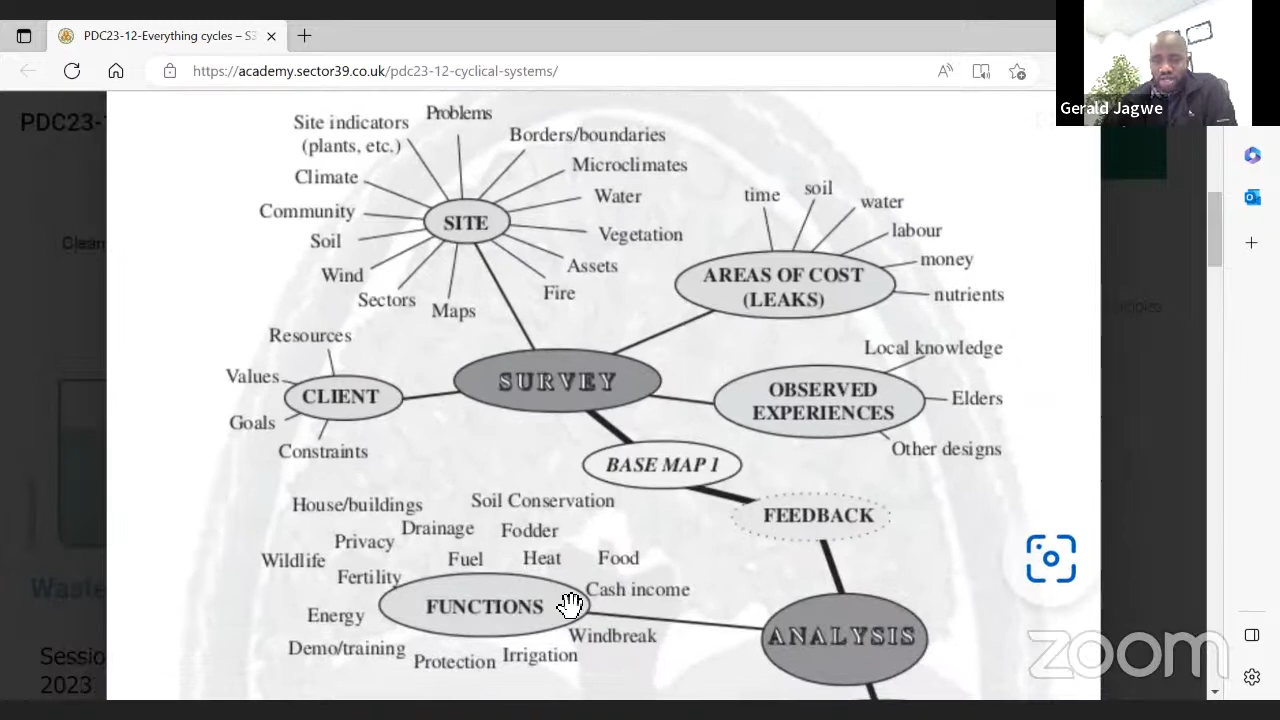 PDC23-12-Everything cycles – S3
https://academy.sector39.co.uk/pdc23-12-cyclical-systems/
Gerald Jagwe
PDC23-1
Clean
Waste
Session
2023
Problems
Site indicators
(plants, etc.)
Borders/boundaries
Climate
Microclimates
Community
Water
SITE
Soil
Vegetation
Wind
Assets
Sectors
Fire
Maps
time
soil
water
labour
AREAS OF COST
(LEAKS)
money
nutrients
Resources
Values
CLIENT
Goals
Constraints
SURVEY
Local knowledge
OBSERVED
EXPERIENCES
Elders
Other designs
BASE MAP 1
FEEDBACK
House/buildings
Soil Conservation
Drainage
Fodder
Privacy
Wildlife
Fuel
Heat
Food
Fertility
Cash income
FUNCTIONS
Energy
Windbreak
Demo/training
Protection
Irrigation
ANALYSIS
zoom